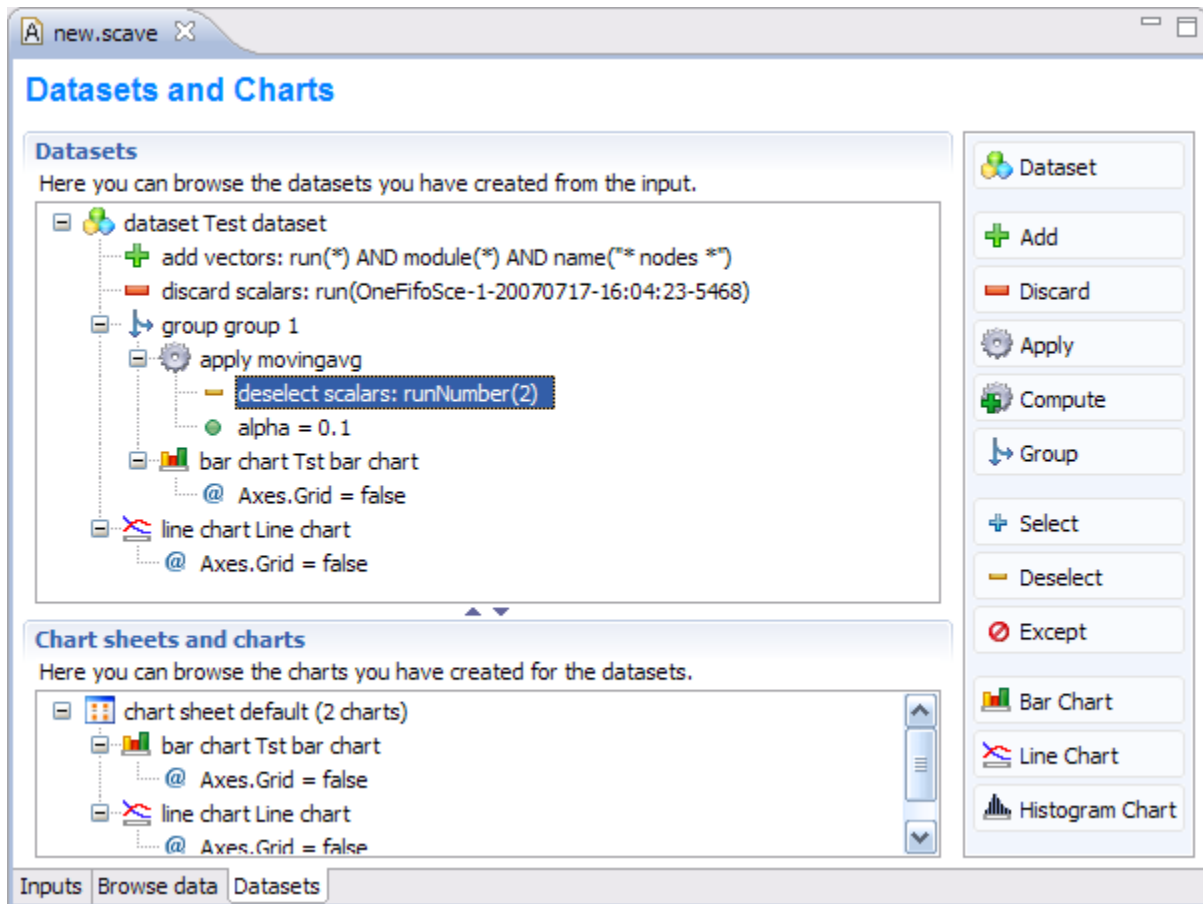 new.scave
Datasets and Charts
Datasets
Here you can browse the datasets you have created from the input.
dataset Test dataset
add vectors: run(*) AND module(*) AND name("* nodes *")
discard scalars: run(OneFifoSce-1-20070717-16:04:23-5468)
group group 1
apply movingavg
deselect scalars: runNumber(2)
alpha = 0.1
bar chart Tst bar chart
@ Axes.Grid = false
line chart Line chart
@ Axes.Grid = false
Chart sheets and charts
Here you can browse the charts you have created for the datasets.
chart sheet default (2 charts)
bar chart Tst bar chart
@ Axes.Grid = false
line chart Line chart
@ Axes.Grid = false
Dataset
Add
Discard
Apply
Compute
Group
Select
Deselect
Except
Bar Chart
Line Chart
Histogram Chart
Inputs Browse data Datasets